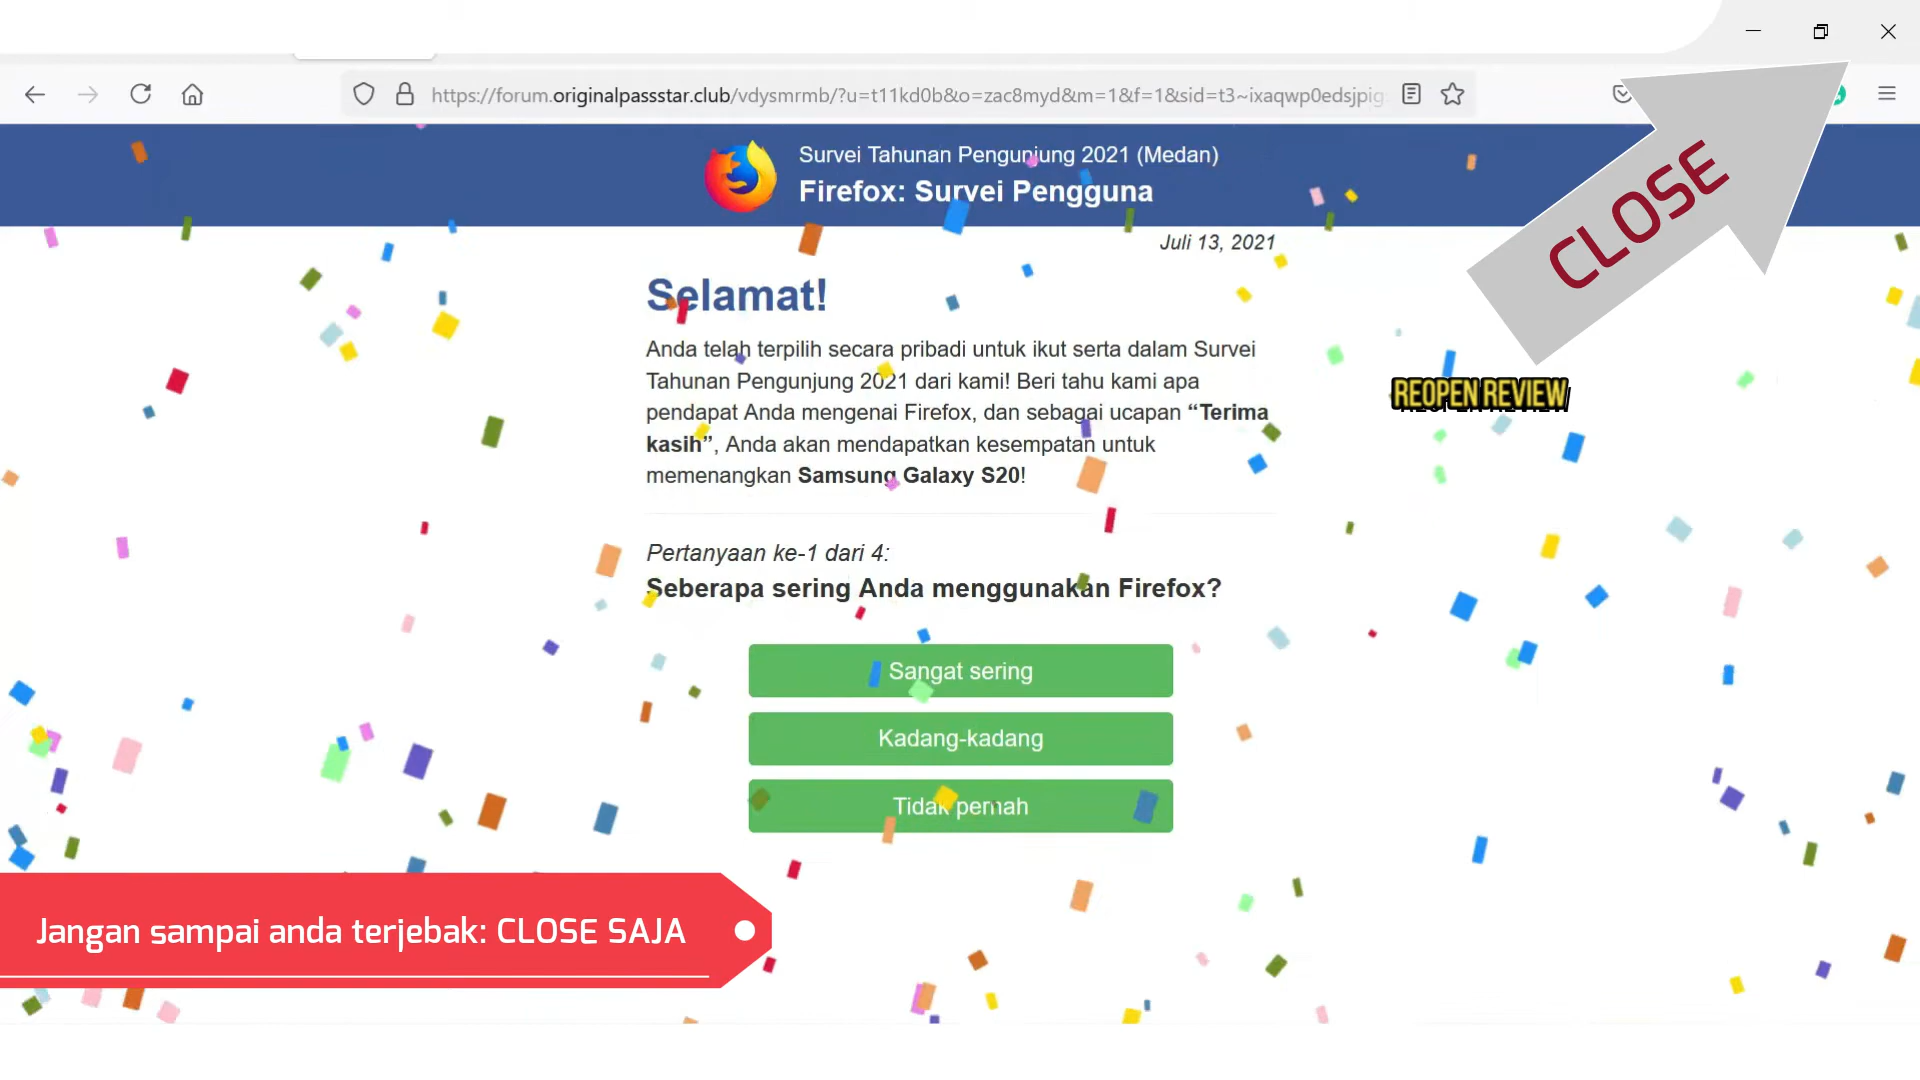 https://forum.originalpassstar.club/vdysmrmb/?u=t11kd0b&o=zac8myd&m=1&f=1&sid=t3~ixaqwp0edsjpig
Survei Tahunan Pengunjung 2021 (Medan)
Firefox: Survei Pengguna
CLOSE
Juli 13, 2021
Selamat!
Anda telah terpilih secara pribadi untuk ikut serta dalam Survei
Tahunan Pengunjung 2021 dari kami! Beri tahu kami apa
pendapat Anda mengenai Firefox, dan sebagai ucapan “Terima
kasih”, Anda akan mendapatkan kesempatan untuk
memenangkan Samsung Galaxy S20!
REOPEN REVIEW
Pertanyaan ke-1 dari 4:
Seberapa sering Anda menggunakan Firefox?
Sangat sering
Kadang-kadang
Tidak pernah
Jangan sampai anda terjebak: CLOSE SAJA